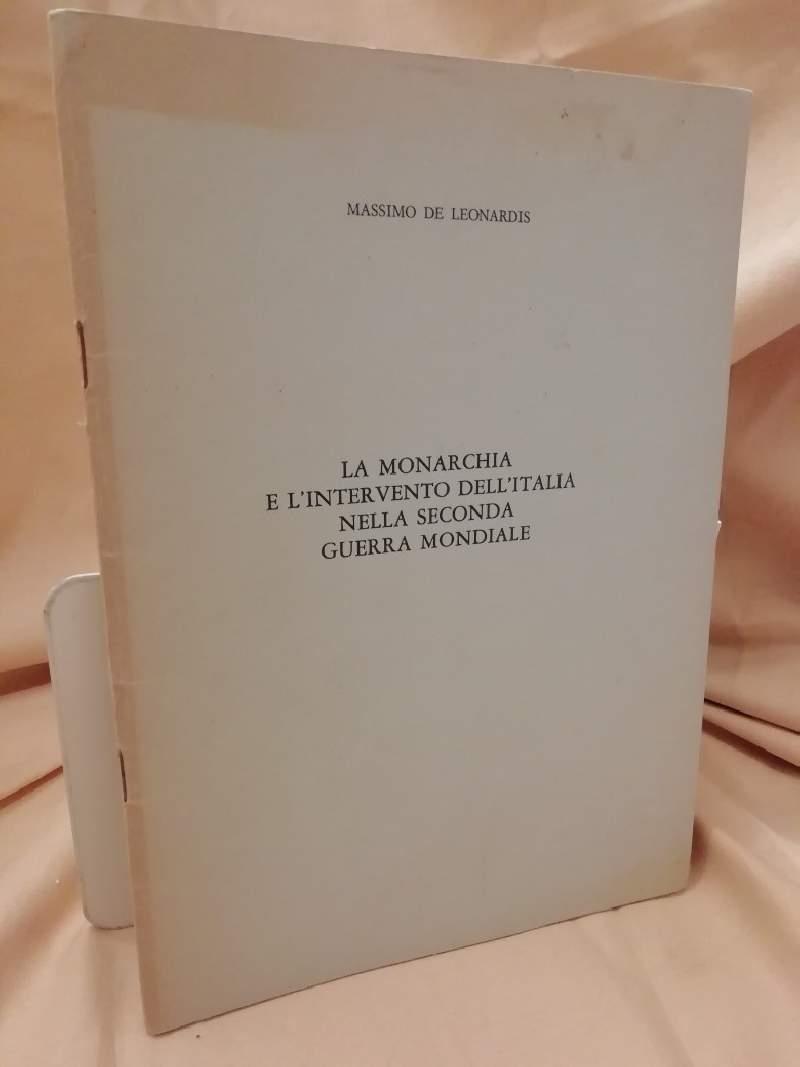 MASSIMO DE LEONARDIS
LA MONARCHIA
E L'INTERVENTO DELL'ITALIA
NELLA SECONDA
GUERRA MONDIALE